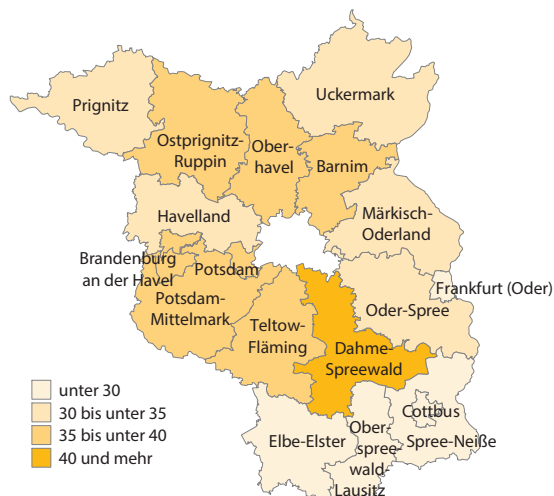 Uckermark
Prignitz
Ostprignitz-
Ruppin
Ober-
havel
Barnim
Havelland
Märkisch-
Oderland
Brandenburg
an der Havel
Potsdam
Frankfurt (Oder)
Potsdam-
Mittelmark
Oder-Spree
Teltow-
Fläming
Dahme-
Spreewald
unter 30
30 bis unter 35
35 bis unter 40
40 und mehr
Cottbus
Elbe-Elster
Ober-
spree-
wald-
Lausitz
Spree-Neiße